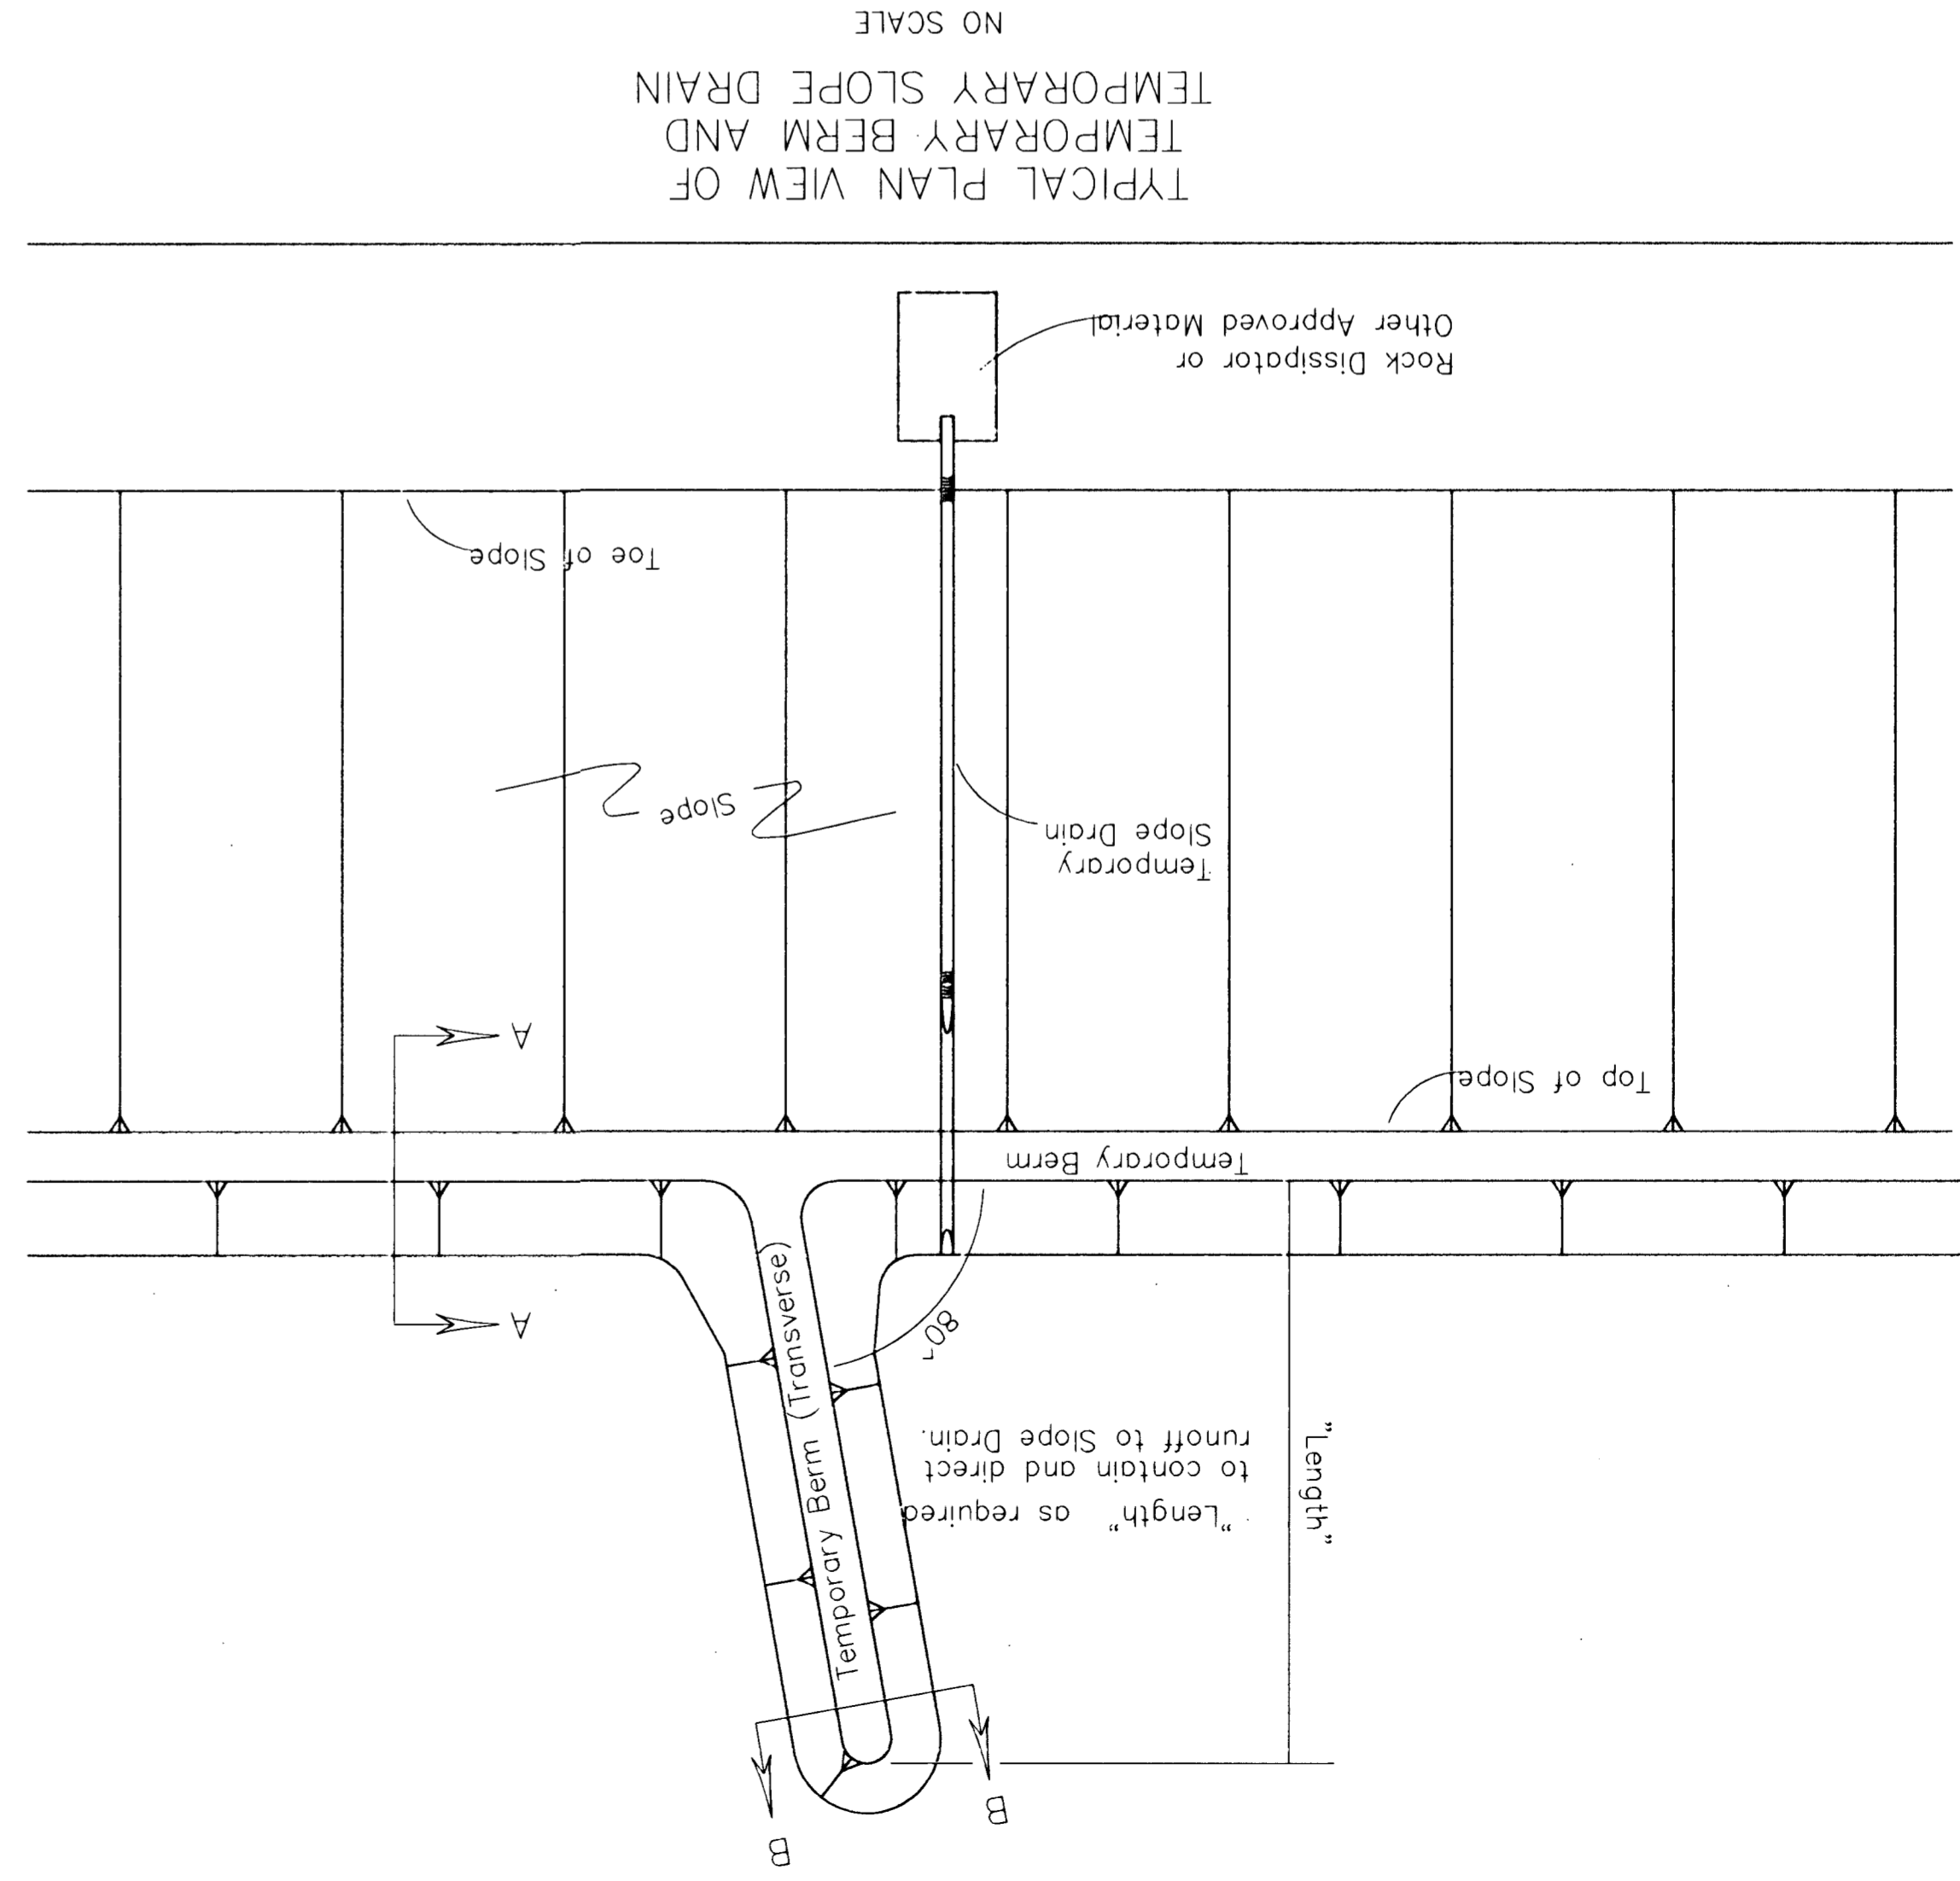 B
B
"Length" as required
to contain and direct
runoff to Slope Drain.
"Length"
Temporary Berm (Transverse)
80°
A
A
Temporary Berm
Top of Slope
Temporary
Slope Drain
Slope
Toe of Slope
Rock Dissipator or
Other Approved Material
TYPICAL PLAN VIEW OF
TEMPORARY BERM AND
TEMPORARY SLOPE DRAIN
NO SCALE